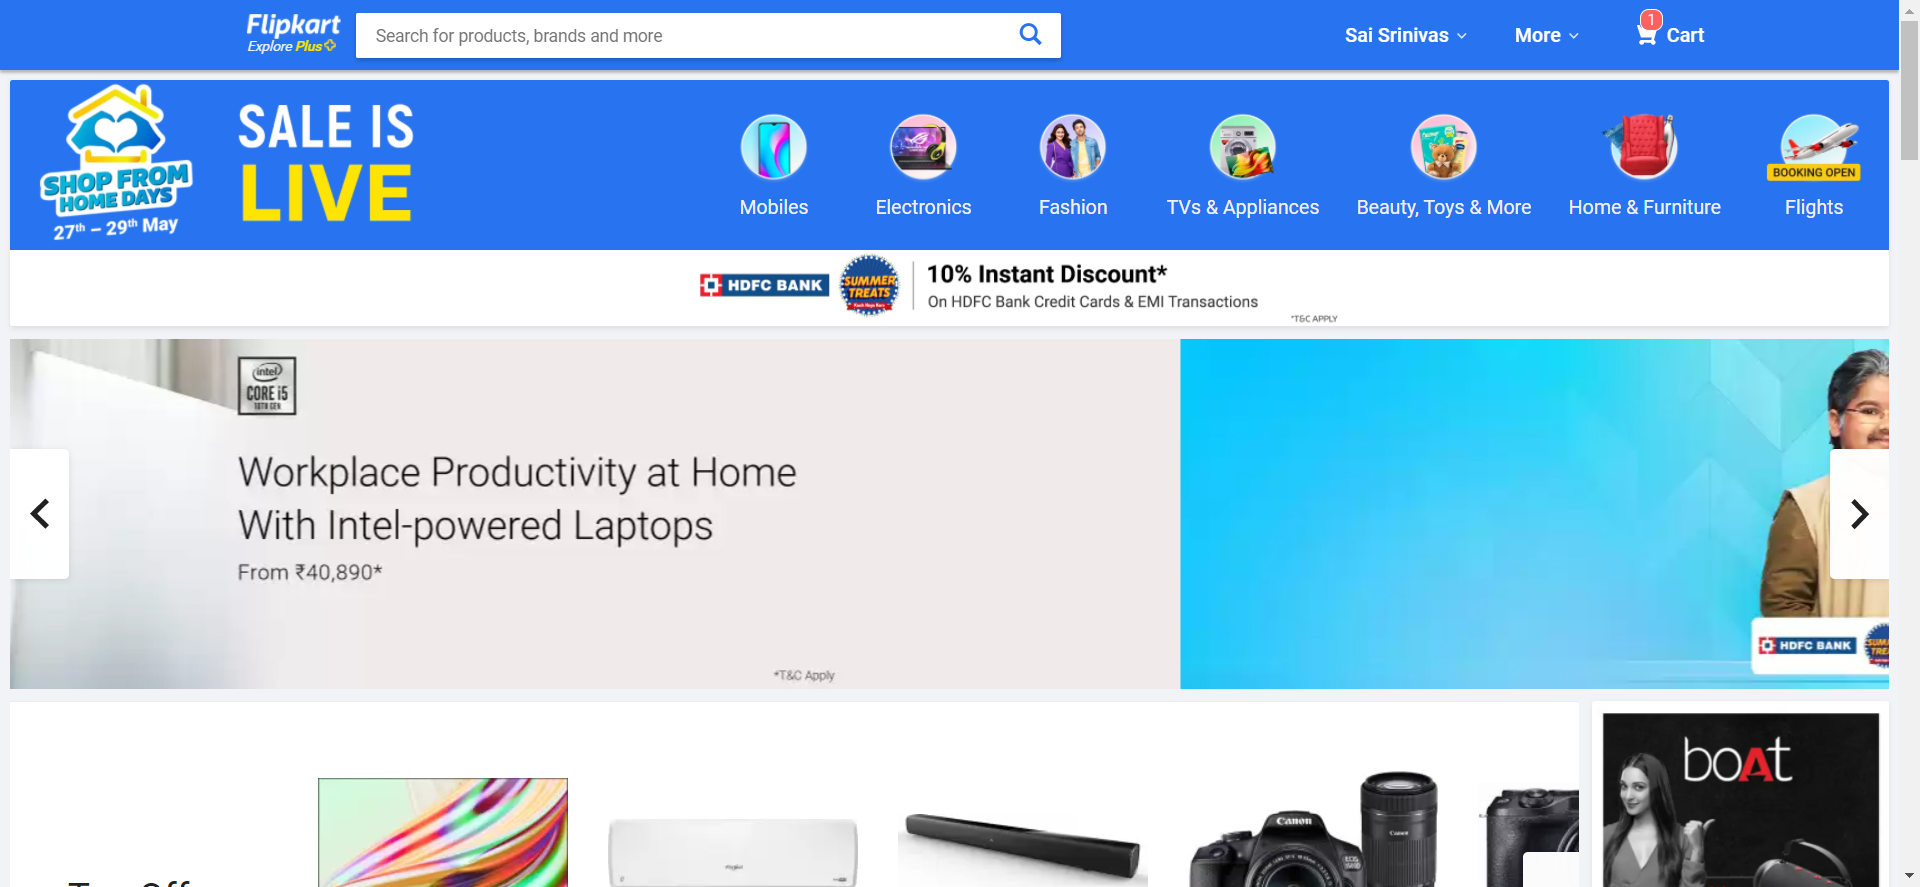 Flipkart
Explore Plus
Search for products, brands and more
Sai Srinivas
More
1
Cart
SHOP FROM
HOME DAYS
27th – 29th May
SALE IS
LIVE
Mobiles
Electronics
Fashion
TVs & Appliances
Beauty, Toys & More
Home & Furniture
BOOKING OPEN
Flights
HDFC BANK
SUMMER
TREATS
10% Instant Discount*
On HDFC Bank Credit Cards & EMI Transactions
*T&C APPLY
intel
CORE i5
10TH GEN
Workplace Productivity at Home
With Intel-powered Laptops
From ₹40,890*
*T&C Apply
HDFC BANK
boAt
Whirlpool
Canon
Canon
EOS